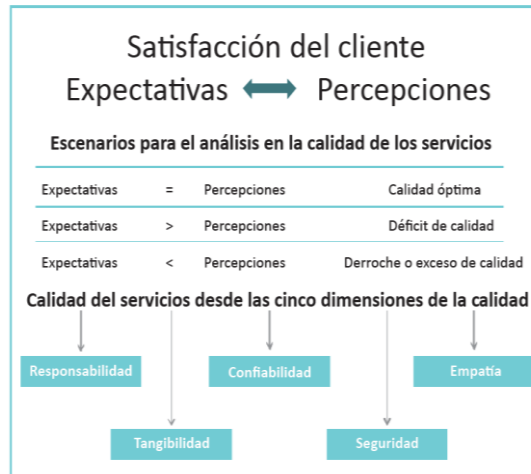 Satisfacción del cliente
Expectativas Percepciones
Escenarios para el análisis en la calidad de los servicios
Expectativas = Percepciones Calidad óptima
Expectativas > Percepciones Déficit de calidad
Expectativas < Percepciones Derroche o exceso de calidad
Calidad del servicios desde las cinco dimensiones de la calidad
Responsabilidad Confiabilidad Empatía
Tangibilidad Seguridad